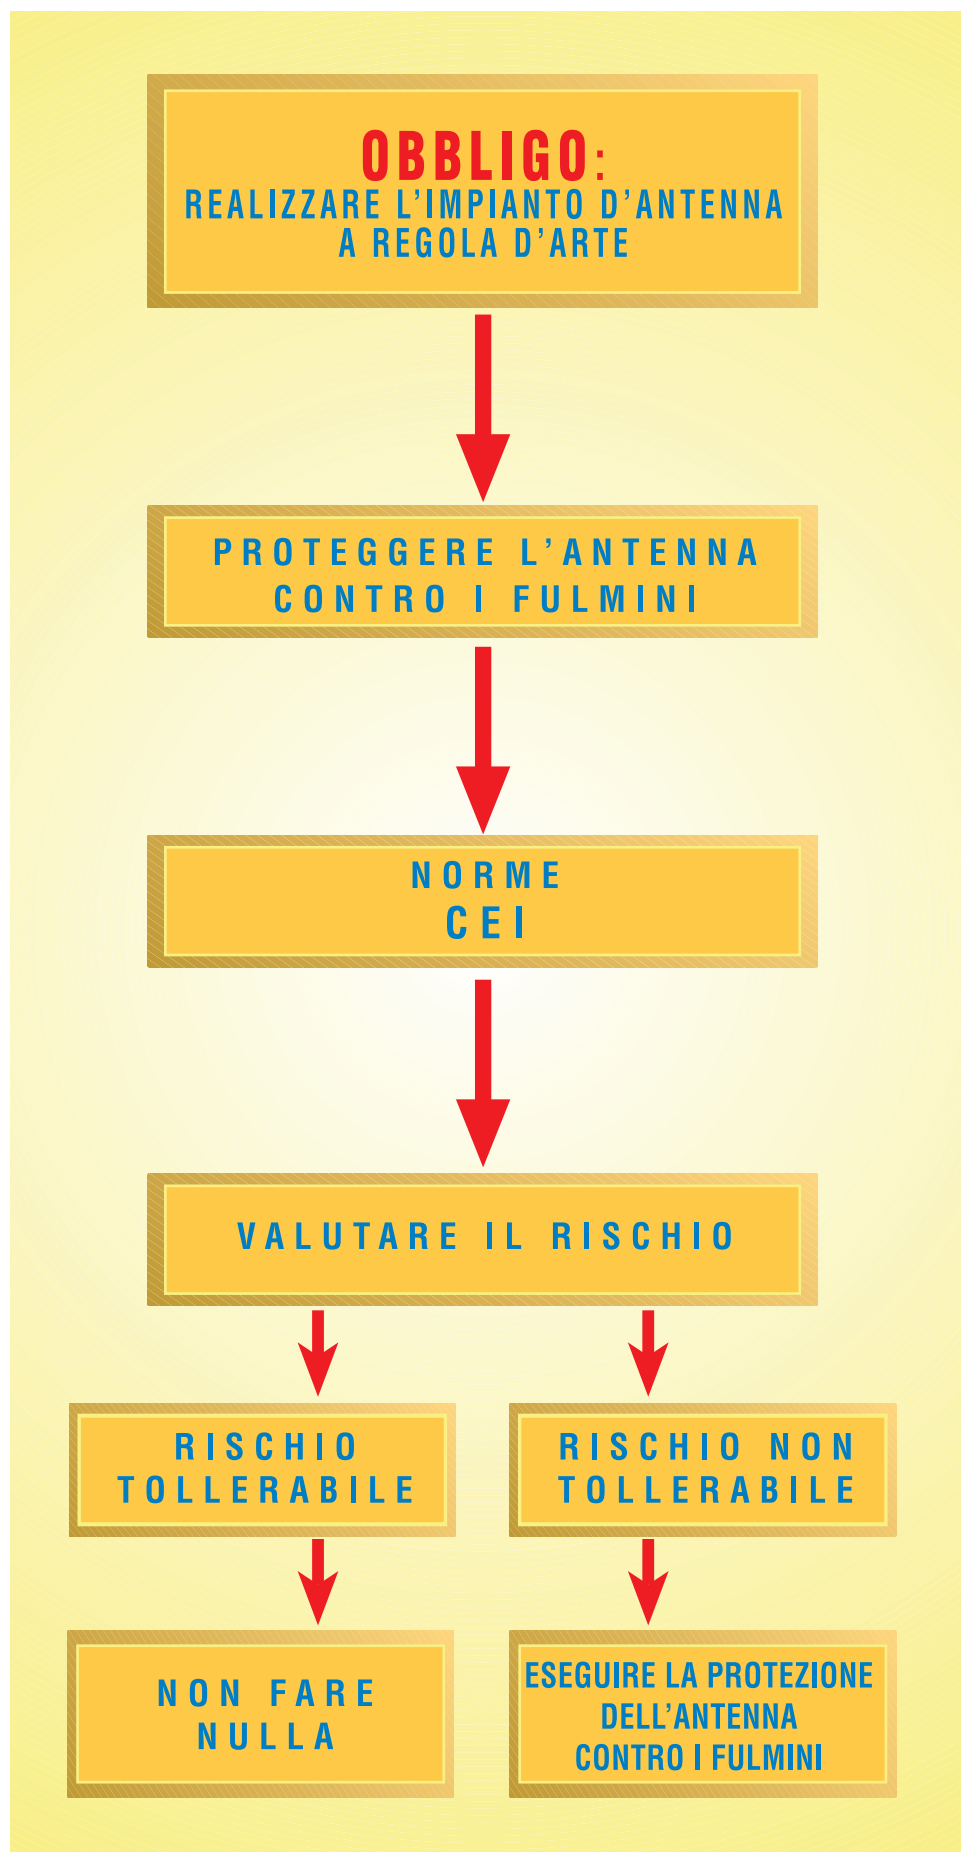 OBBLIGO:
REALIZZARE L'IMPIANTO D'ANTENNA
A REGOLA D'ARTE
PROTEGGERE L'ANTENNA
CONTRO I FULMINI
NORME
CEI
VALUTARE IL RISCHIO
RISCHIO
TOLLERABILE
RISCHIO NON
TOLLERABILE
NON FARE
NULLA
ESEGUIRE LA PROTEZIONE
DELL'ANTENNA
CONTRO I FULMINI